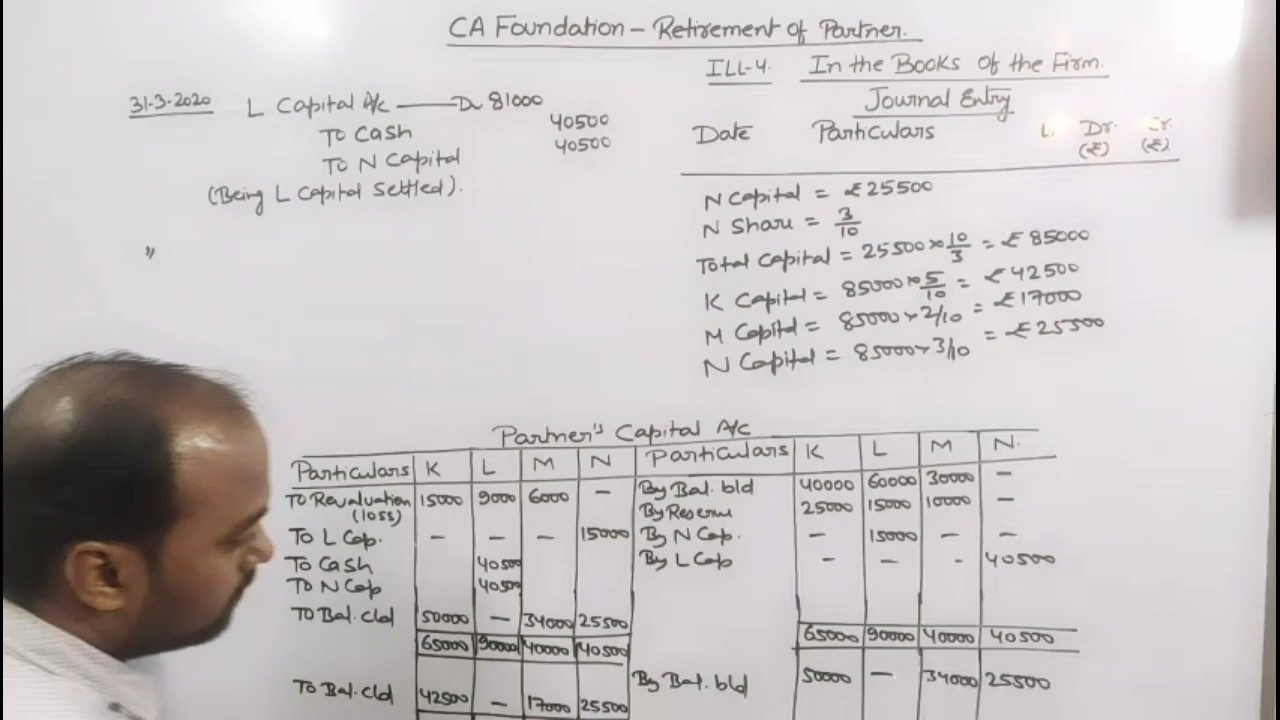 CA Foundation - Retirement of Partner.
ILL-4. In the Books of the Firm.
Journal Entry
Date Particulars L. Dr. (₹) Cr. (₹)
31-3-2020 L Capital A/c — Dr 81000
To Cash 40500
To N Capital 40500
(Being L Capital Settled).
"
N Capital = ₹25500
N Share = 3/10
Total Capital = 25500 × 10/3 = ₹85000
K Capital = 85000 × 5/10 = ₹42500
M Capital = 85000 × 2/10 = ₹17000
N Capital = 85000 × 3/10 = ₹25500
Partner's Capital A/c
Particulars K L M N Particulars K L M N.
To Revaluation (loss) 15000 9000 6000 — By Bal. b/d 40000 60000 30000 —
By Reserve 25000 15000 10000 —
To L Cap. — — — 15000 By N Cap. — 15000 — —
To Cash 40500 By L Cap — — - 40500
To N Cap 40500
To Bal. c/d 50000 — 34000 25500
65000 90000 40000 40500 65000 90000 40000 40500
By Bal. b/d 50000 — 34000 25500
To Bal. c/d 42500 — 17000 25500